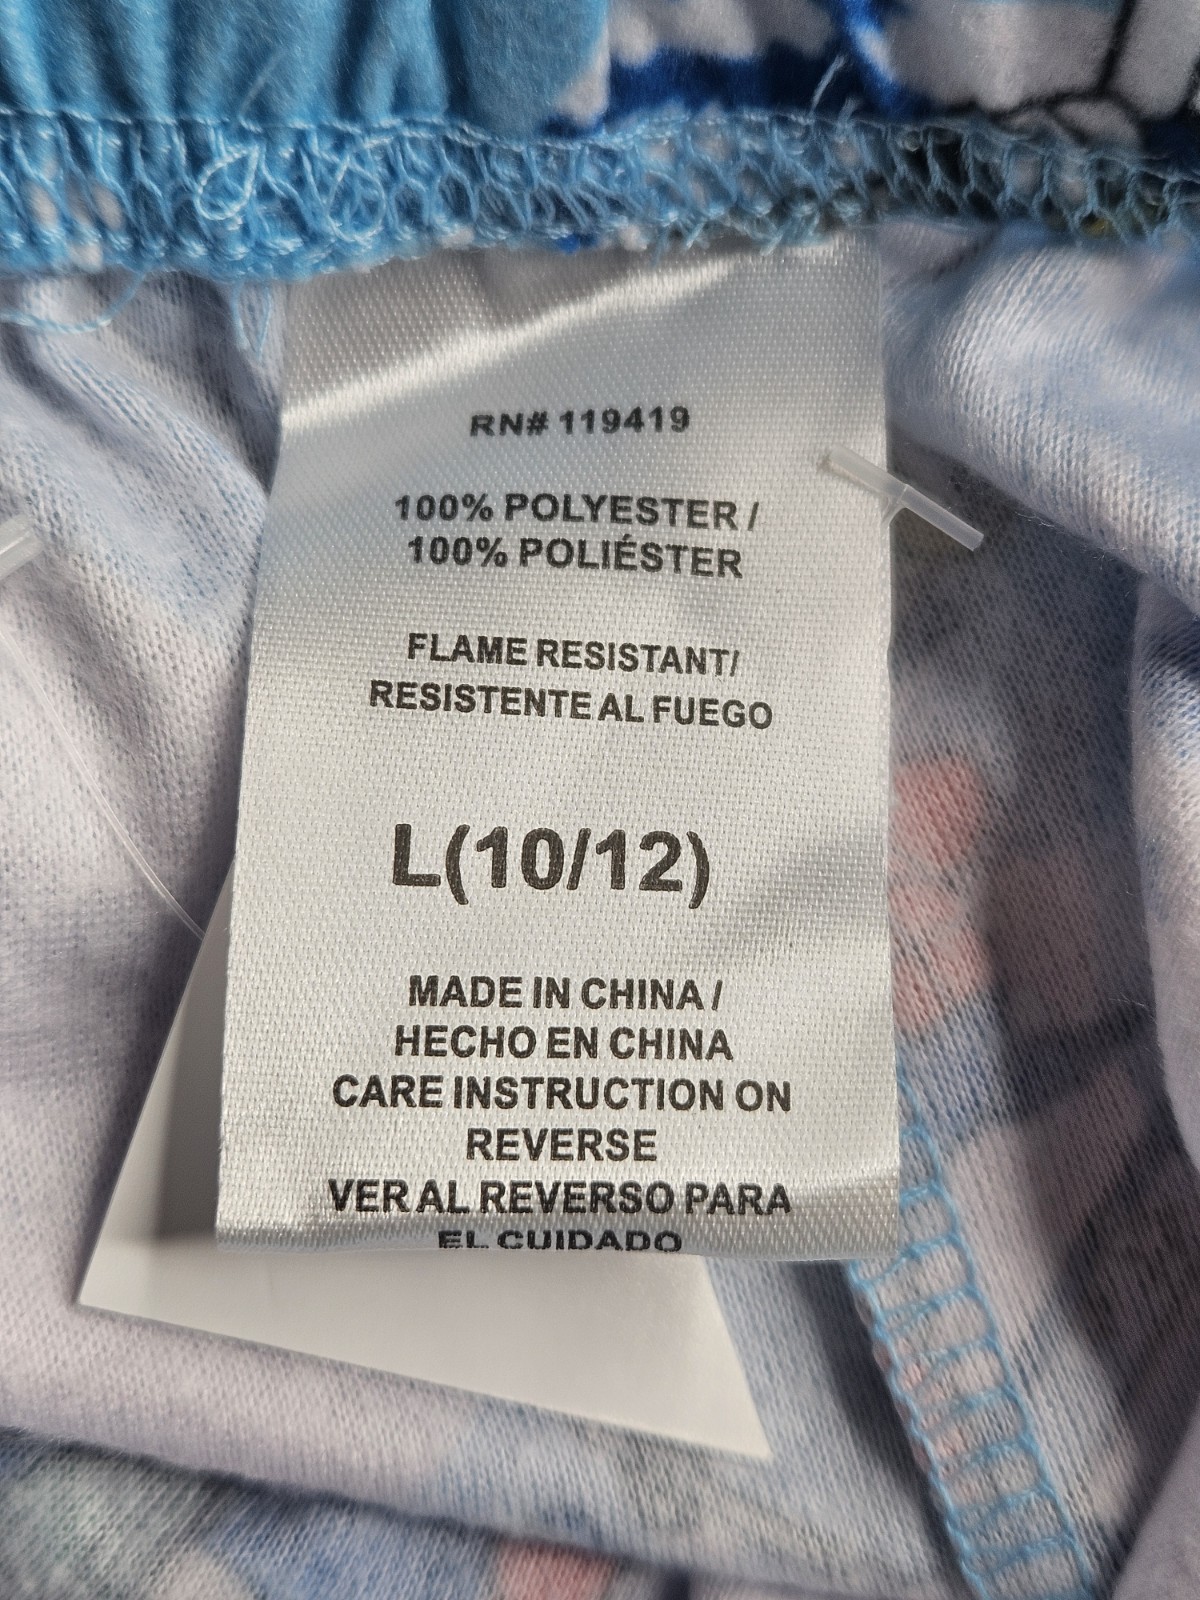 RN# 119419
100% POLYESTER /
100% POLIÉSTER
FLAME RESISTANT/
RESISTENTE AL FUEGO
L(10/12)
MADE IN CHINA /
HECHO EN CHINA
CARE INSTRUCTION ON
REVERSE
VER AL REVERSO PARA
EL CUIDADO